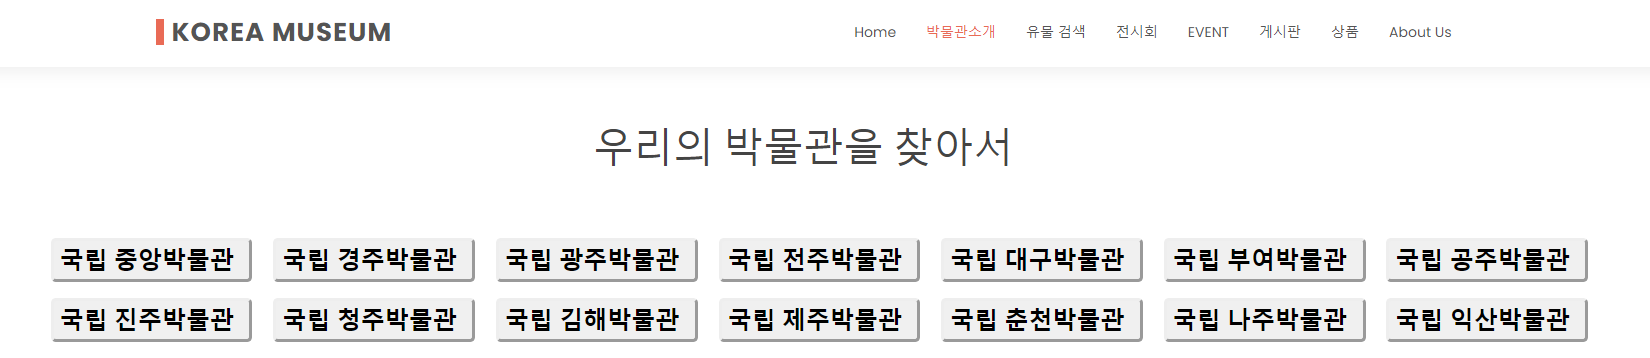 KOREA MUSEUM Home 박물관소개 유물 검색 전시회 EVENT 게시판 상품 About Us
우리의 박물관을 찾아서
국립 중앙박물관 국립 경주박물관 국립 광주박물관 국립 전주박물관 국립 대구박물관 국립 부여박물관 국립 공주박물관
국립 진주박물관 국립 청주박물관 국립 김해박물관 국립 제주박물관 국립 춘천박물관 국립 나주박물관 국립 익산박물관